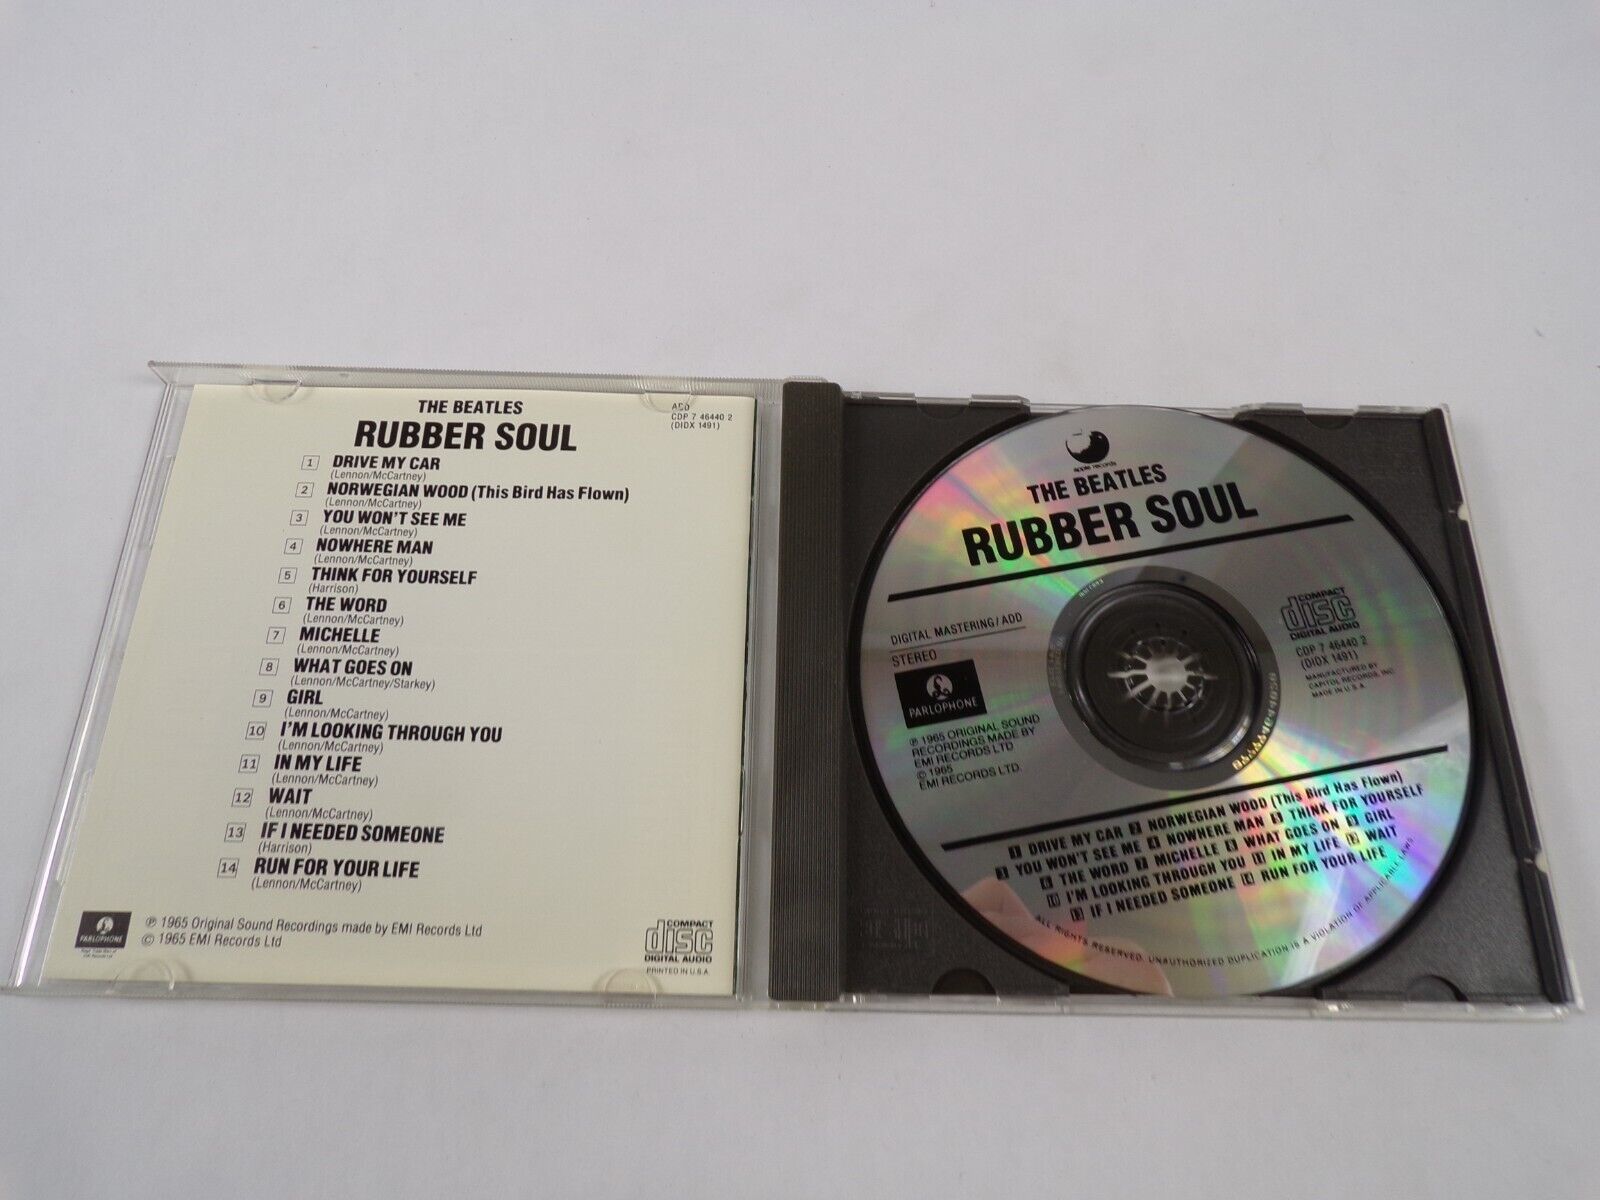 THE BEATLES
RUBBER SOUL
CDP 7 46440 2
(DIDX 1491)
1 DRIVE MY CAR
(Lennon/McCartney)
2 NORWEGIAN WOOD (This Bird Has Flown)
(Lennon/McCartney)
3 YOU WON'T SEE ME
(Lennon/McCartney)
4 NOWHERE MAN
(Lennon/McCartney)
5 THINK FOR YOURSELF
(Harrison)
6 THE WORD
(Lennon/McCartney)
7 MICHELLE
(Lennon/McCartney)
8 WHAT GOES ON
(Lennon/McCartney/Starkey)
9 GIRL
(Lennon/McCartney)
10 I'M LOOKING THROUGH YOU
(Lennon/McCartney)
11 IN MY LIFE
(Lennon/McCartney)
12 WAIT
(Lennon/McCartney)
13 IF I NEEDED SOMEONE
(Harrison)
14 RUN FOR YOUR LIFE
(Lennon/McCartney)
PARLOPHONE
℗ 1965 Original Sound Recordings made by EMI Records Ltd
© 1965 EMI Records Ltd
COMPACT
disc
DIGITAL AUDIO
PRINTED IN U.S.A.
apple records
THE BEATLES
RUBBER SOUL
DIGITAL MASTERING/ADD
STEREO
PARLOPHONE
℗ 1965 ORIGINAL SOUND
RECORDINGS MADE BY
EMI RECORDS LTD
© 1965
EMI RECORDS LTD.
COMPACT
disc
DIGITAL AUDIO
CDP 7 46440 2
(DIDX 1491)
MANUFACTURED BY
CAPITOL RECORDS, INC.
MADE IN U.S.A.
1 DRIVE MY CAR 2 NORWEGIAN WOOD (This Bird Has Flown)
3 YOU WON'T SEE ME 4 NOWHERE MAN 5 THINK FOR YOURSELF
6 THE WORD 7 MICHELLE 8 WHAT GOES ON 9 GIRL
10 I'M LOOKING THROUGH YOU 11 IN MY LIFE 12 WAIT
13 IF I NEEDED SOMEONE 14 RUN FOR YOUR LIFE
ALL RIGHTS RESERVED. UNAUTHORIZED DUPLICATION IS A VIOLATION OF APPLICABLE LAWS.